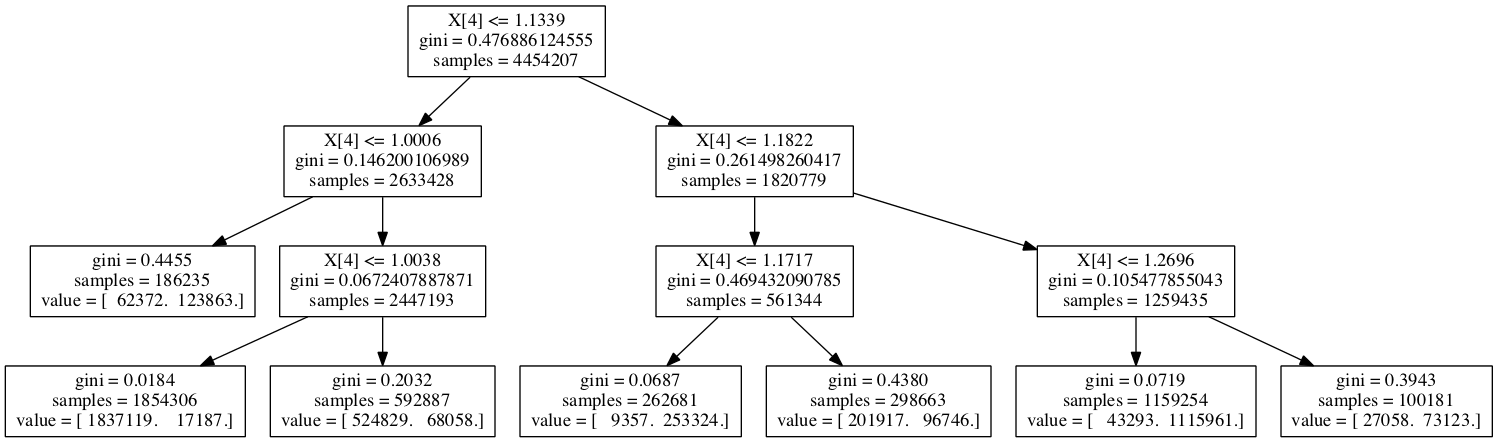 X[4] <= 1.1339
gini = 0.476886124555
samples = 4454207
X[4] <= 1.0006
gini = 0.146200106989
samples = 2633428
X[4] <= 1.1822
gini = 0.261498260417
samples = 1820779
gini = 0.4455
samples = 186235
value = [  62372.  123863.]
X[4] <= 1.0038
gini = 0.0672407887871
samples = 2447193
X[4] <= 1.1717
gini = 0.469432090785
samples = 561344
X[4] <= 1.2696
gini = 0.105477855043
samples = 1259435
gini = 0.0184
samples = 1854306
value = [ 1837119.    17187.]
gini = 0.2032
samples = 592887
value = [ 524829.   68058.]
gini = 0.0687
samples = 262681
value = [   9357.  253324.]
gini = 0.4380
samples = 298663
value = [ 201917.   96746.]
gini = 0.0719
samples = 1159254
value = [   43293.  1115961.]
gini = 0.3943
samples = 100181
value = [ 27058.  73123.]